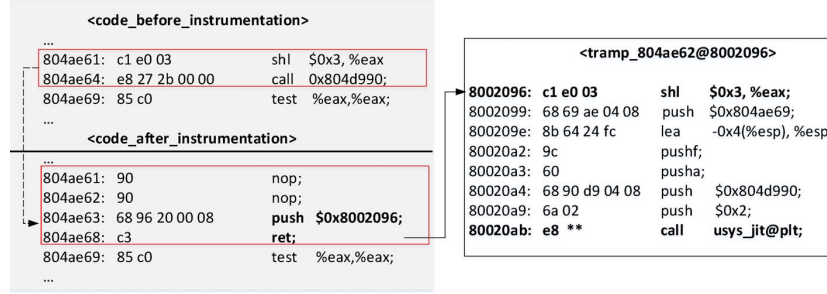 <code_before_instrumentation>
...
804ae61: c1 e0 03 shl $0x3, %eax
804ae64: e8 27 2b 00 00 call 0x804d990;
804ae69: 85 c0 test %eax,%eax;
...
<code_after_instrumentation>
...
804ae61: 90 nop;
804ae62: 90 nop;
804ae63: 68 96 20 00 08 push $0x8002096;
804ae68: c3 ret;
804ae69: 85 c0 test %eax,%eax;
...
<tramp_804ae62@8002096>
8002096: c1 e0 03 shl $0x3, %eax;
8002099: 68 69 ae 04 08 push $0x804ae69;
800209e: 8b 64 24 fc lea -0x4(%esp), %esp
80020a2: 9c pushf;
80020a3: 60 pusha;
80020a4: 68 90 d9 04 08 push $0x804d990;
80020a9: 6a 02 push $0x2;
80020ab: e8 ** call usys_jit@plt;